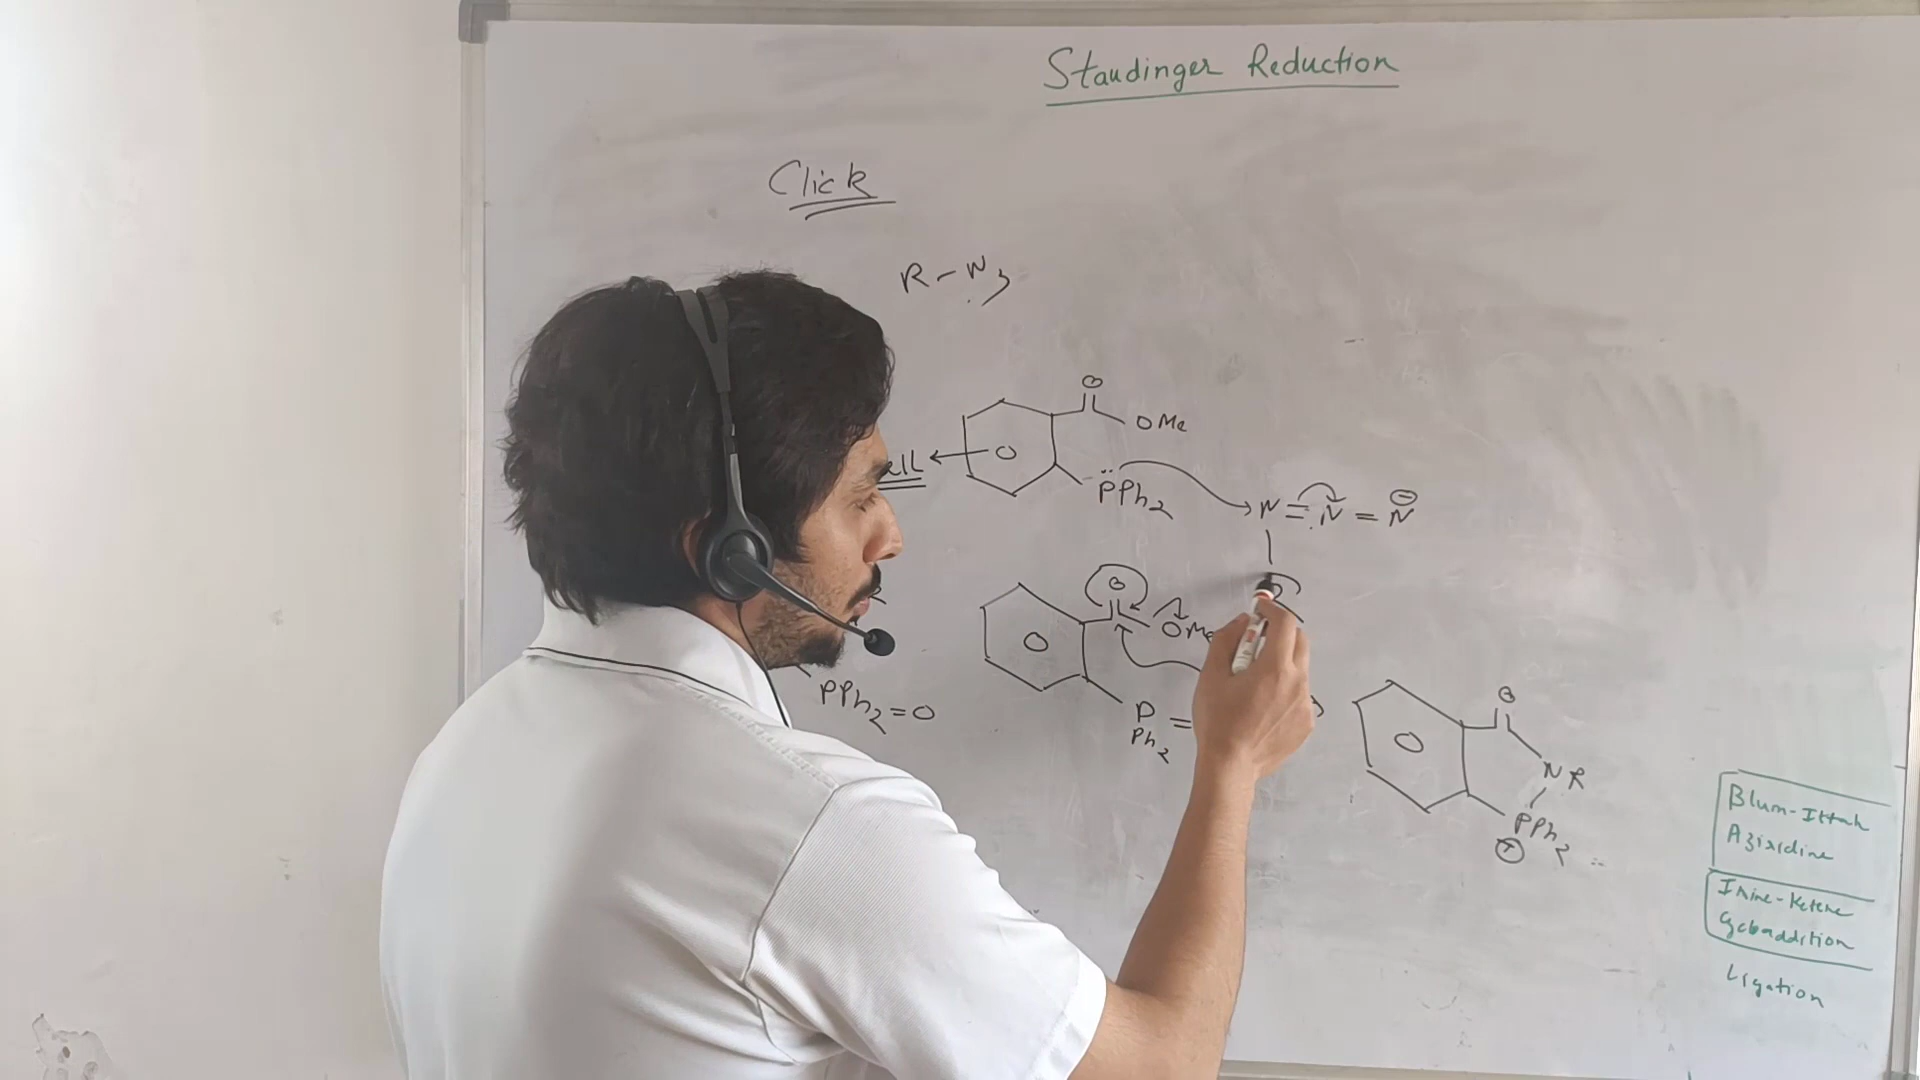 Staudinger Reduction
Click
R-N3
O
OMe
PPh2
N=N=N⊖
O
OMe
P=
Ph2
PPh2=O
O
NR
PPh2
⊕
Blum-Ittah
Aziridine
Imine-Ketene
Cycloaddition
Ligation